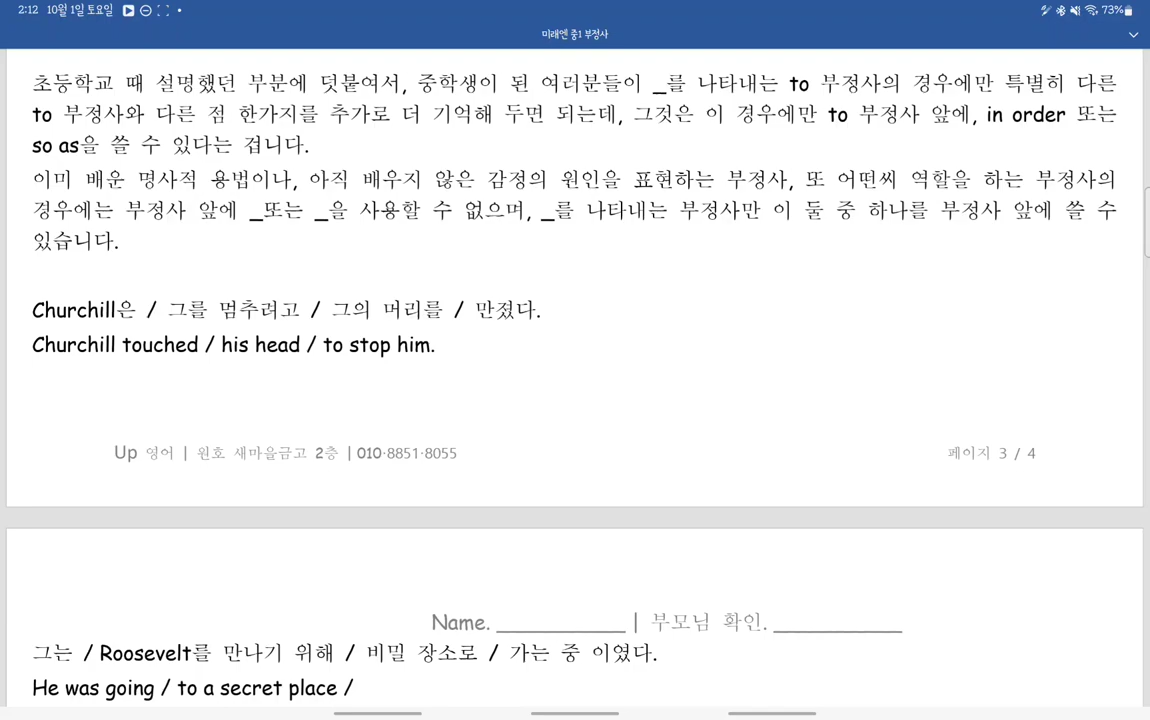 2:12 10월 1일 토요일
73%
미래엔 중1 부정사
초등학교 때 설명했던 부분에 덧붙여서, 중학생이 된 여러분들이 _를 나타내는 to 부정사의 경우에만 특별히 다른
to 부정사와 다른 점 한가지를 추가로 더 기억해 두면 되는데, 그것은 이 경우에만 to 부정사 앞에, in order 또는
so as을 쓸 수 있다는 겁니다.
이미 배운 명사적 용법이나, 아직 배우지 않은 감정의 원인을 표현하는 부정사, 또 어떤씨 역할을 하는 부정사의
경우에는 부정사 앞에 _또는 _을 사용할 수 없으며, _를 나타내는 부정사만 이 둘 중 하나를 부정사 앞에 쓸 수
있습니다.
Churchill은 / 그를 멈추려고 / 그의 머리를 / 만졌다.
Churchill touched / his head / to stop him.
Up 영어 | 원호 새마을금고 2층 | 010·8851·8055
페이지 3 / 4
Name. ___________ | 부모님 확인. ___________
그는 / Roosevelt를 만나기 위해 / 비밀 장소로 / 가는 중 이였다.
He was going / to a secret place /